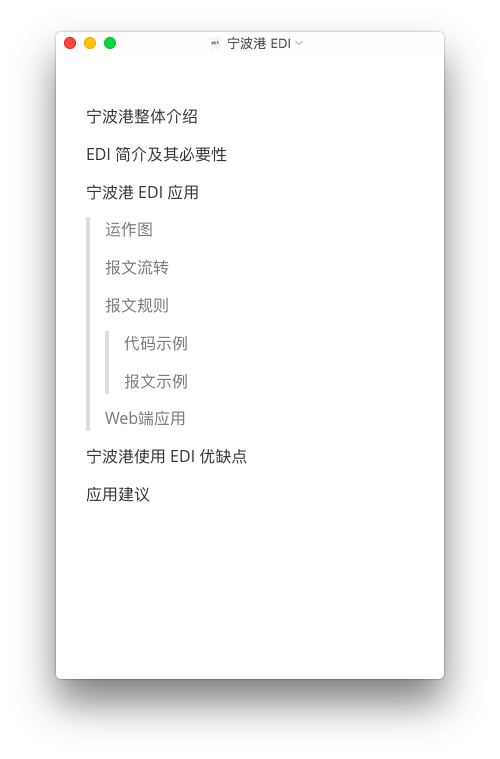 宁波港 EDI
宁波港整体介绍
EDI 简介及其必要性
宁波港 EDI 应用
运作图
报文流转
报文规则
代码示例
报文示例
Web端应用
宁波港使用 EDI 优缺点
应用建议